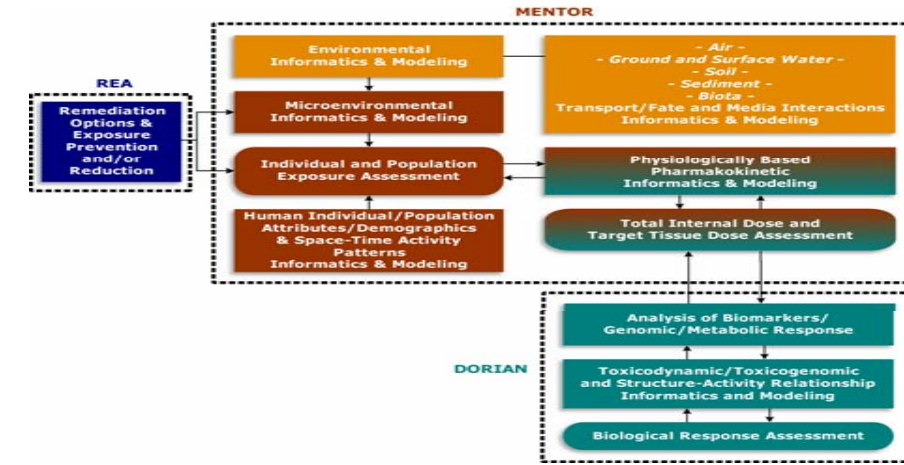 MENTOR
REA
Remediation
Options &
Exposure
Prevention
and/or
Reduction
Environmental
Informatics & Modeling
- Air -
- Ground and Surface Water -
- Soil -
- Sediment -
- Biota -
Transport/Fate and Media Interactions
Informatics & Modeling
Microenvironmental
Informatics & Modeling
Individual and Population
Exposure Assessment
Physiologically Based
Pharmokokinetic
Informatics & Modeling
Human Individual/Population
Attributes/Demographics
& Space-Time Activity
Patterns
Informatics & Modeling
Total Internal Dose and
Target Tissue Dose Assessment
DORIAN
Analysis of Biomarkers/
Genomic/Metabolic Response
Toxicodynamic/Toxicogenomic
and Structure-Activity Relationship
Informatics and Modeling
Biological Response Assessment